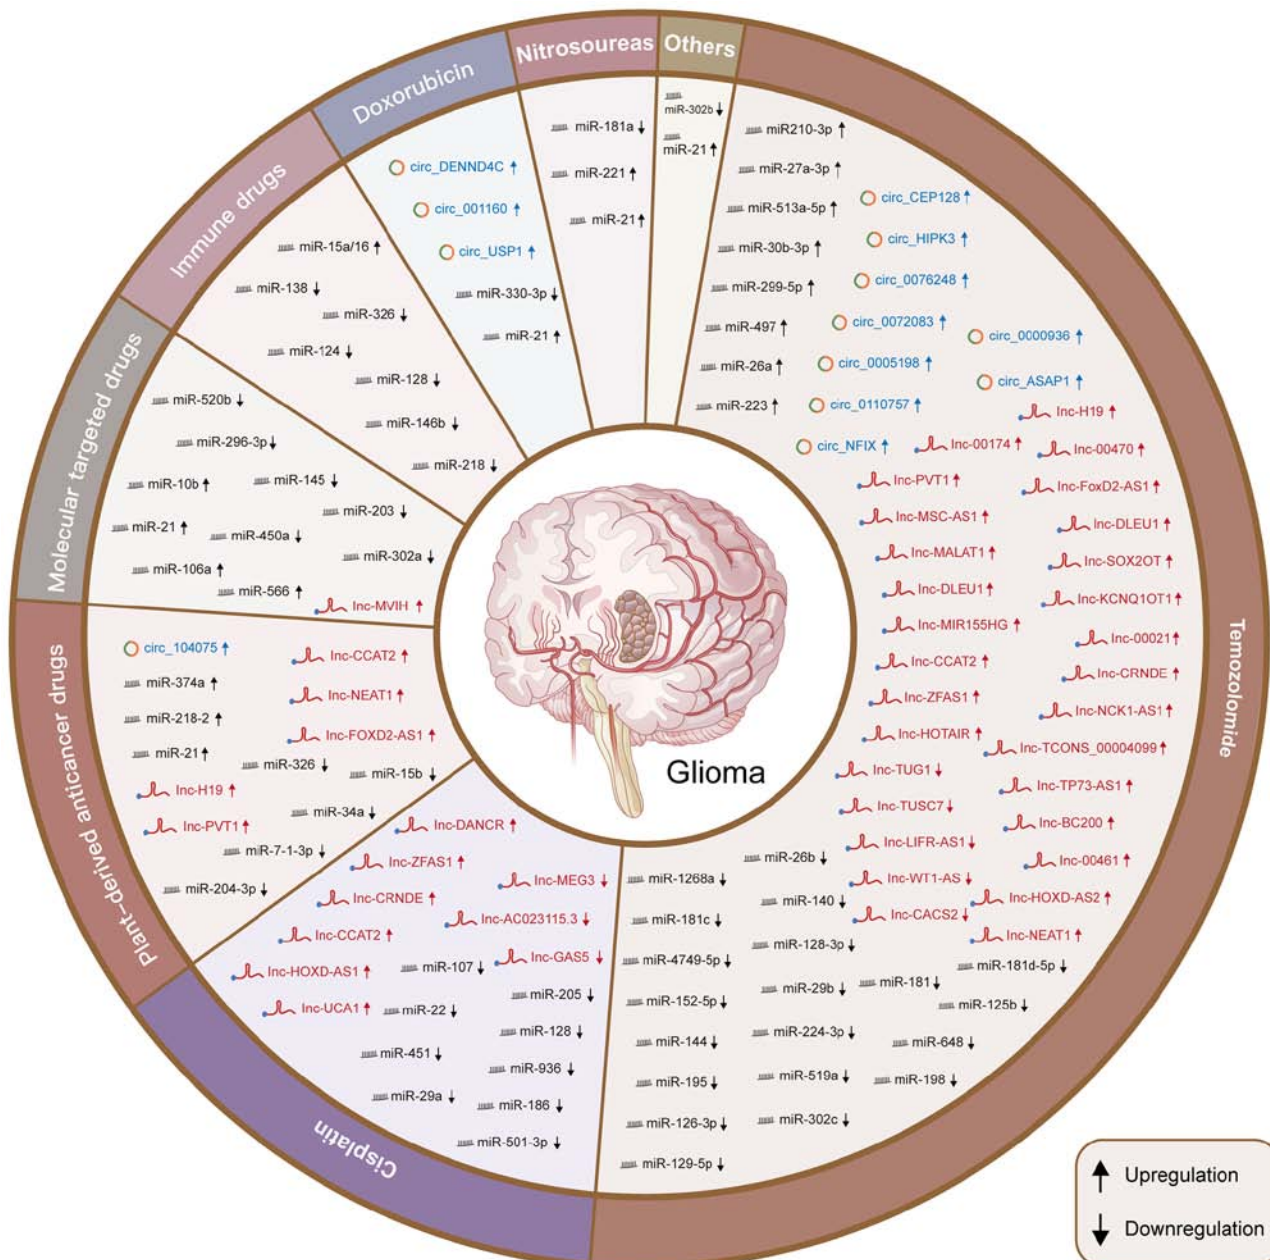 Nitrosoureas
miR-181a ↓
miR-221 ↑
miR-21 ↑
Others
miR-302b ↓
miR-21 ↑
Temozolomide
miR210-3p ↑
miR-27a-3p ↑
miR-513a-5p ↑
miR-30b-3p ↑
miR-299-5p ↑
miR-497 ↑
miR-26a ↑
miR-223 ↑
circ_CEP128 ↑
circ_HIPK3 ↑
circ_0076248 ↑
circ_0072083 ↑
circ_0005198 ↑
circ_0110757 ↑
circ_NFIX ↑
circ_0000936 ↑
circ_ASAP1 ↑
lnc-H19 ↑
lnc-00174 ↑
lnc-00470 ↑
lnc-PVT1 ↑
lnc-FoxD2-AS1 ↑
lnc-MSC-AS1 ↑
lnc-DLEU1 ↑
lnc-MALAT1 ↑
lnc-SOX2OT ↑
lnc-DLEU1 ↑
lnc-KCNQ1OT1 ↑
lnc-MIR155HG ↑
lnc-00021 ↑
lnc-CCAT2 ↑
lnc-CRNDE ↑
lnc-ZFAS1 ↑
lnc-NCK1-AS1 ↑
lnc-HOTAIR ↑
lnc-TCONS_00004099 ↑
lnc-TUG1 ↓
lnc-TP73-AS1 ↑
lnc-TUSC7 ↓
lnc-BC200 ↑
lnc-LIFR-AS1 ↓
lnc-00461 ↑
lnc-WT1-AS ↓
lnc-HOXD-AS2 ↑
lnc-CACS2 ↓
lnc-NEAT1 ↑
miR-26b ↓
miR-140 ↓
miR-128-3p ↓
miR-29b ↓
miR-224-3p ↓
miR-519a ↓
miR-302c ↓
miR-181d-5p ↓
miR-181 ↓
miR-125b ↓
miR-648 ↓
miR-198 ↓
miR-1268a ↓
miR-181c ↓
miR-4749-5p ↓
miR-152-5p ↓
miR-144 ↓
miR-195 ↓
miR-126-3p ↓
miR-129-5p ↓
Cisplatin
lnc-DANCR ↑
lnc-ZFAS1 ↑
lnc-MEG3 ↓
lnc-CRNDE ↑
lnc-AC023115.3 ↓
lnc-CCAT2 ↑
lnc-GAS5 ↓
lnc-HOXD-AS1 ↑
miR-107 ↓
lnc-UCA1 ↑
miR-22 ↓
miR-205 ↓
miR-128 ↓
miR-451 ↓
miR-936 ↓
miR-29a ↓
miR-186 ↓
miR-501-3p ↓
Plant-derived anticancer drugs
circ_104075 ↑
lnc-CCAT2 ↑
miR-374a ↑
lnc-NEAT1 ↑
miR-218-2 ↑
lnc-FOXD2-AS1 ↑
miR-21 ↑
miR-326 ↓
miR-15b ↓
lnc-H19 ↑
miR-34a ↓
lnc-PVT1 ↑
miR-7-1-3p ↓
miR-204-3p ↓
Molecular targeted drugs
miR-520b ↓
miR-296-3p ↓
miR-10b ↑
miR-145 ↓
miR-203 ↓
miR-21 ↑
miR-450a ↓
miR-302a ↓
miR-106a ↑
miR-566 ↑
lnc-MVIH ↑
Immune drugs
miR-15a/16 ↑
miR-138 ↓
miR-326 ↓
miR-124 ↓
miR-128 ↓
miR-146b ↓
miR-218 ↓
Doxorubicin
circ_DENND4C ↑
circ_001160 ↑
circ_USP1 ↑
miR-330-3p ↓
miR-21 ↑
Glioma
↑ Upregulation
↓ Downregulation